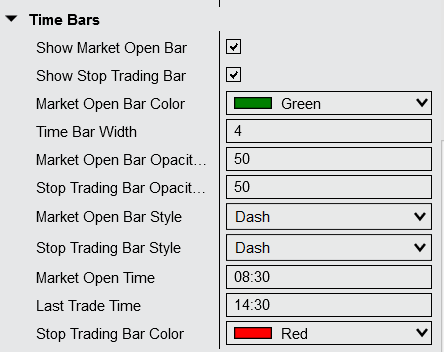 Time Bars
Show Market Open Bar
Show Stop Trading Bar
Market Open Bar Color Green
Time Bar Width 4
Market Open Bar Opacit... 50
Stop Trading Bar Opacit... 50
Market Open Bar Style Dash
Stop Trading Bar Style Dash
Market Open Time 08:30
Last Trade Time 14:30
Stop Trading Bar Color Red